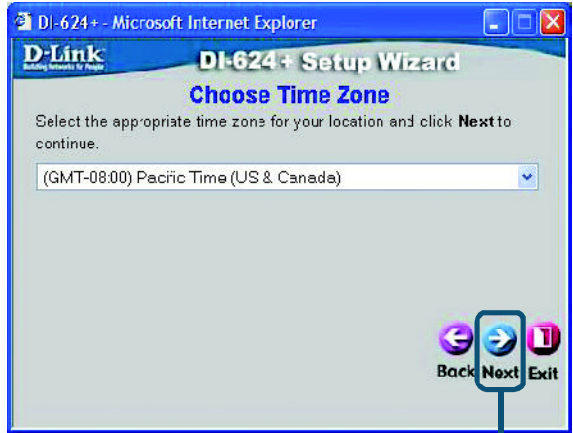 DI-624+ - Microsoft Internet Explorer
D-Link
Building Networks for People
DI-624+ Setup Wizard
Choose Time Zone
Select the appropriate time zone for your location and click Next to
continue.
(GMT-08:00) Pacific Time (US & Canada)
Back Next Exit